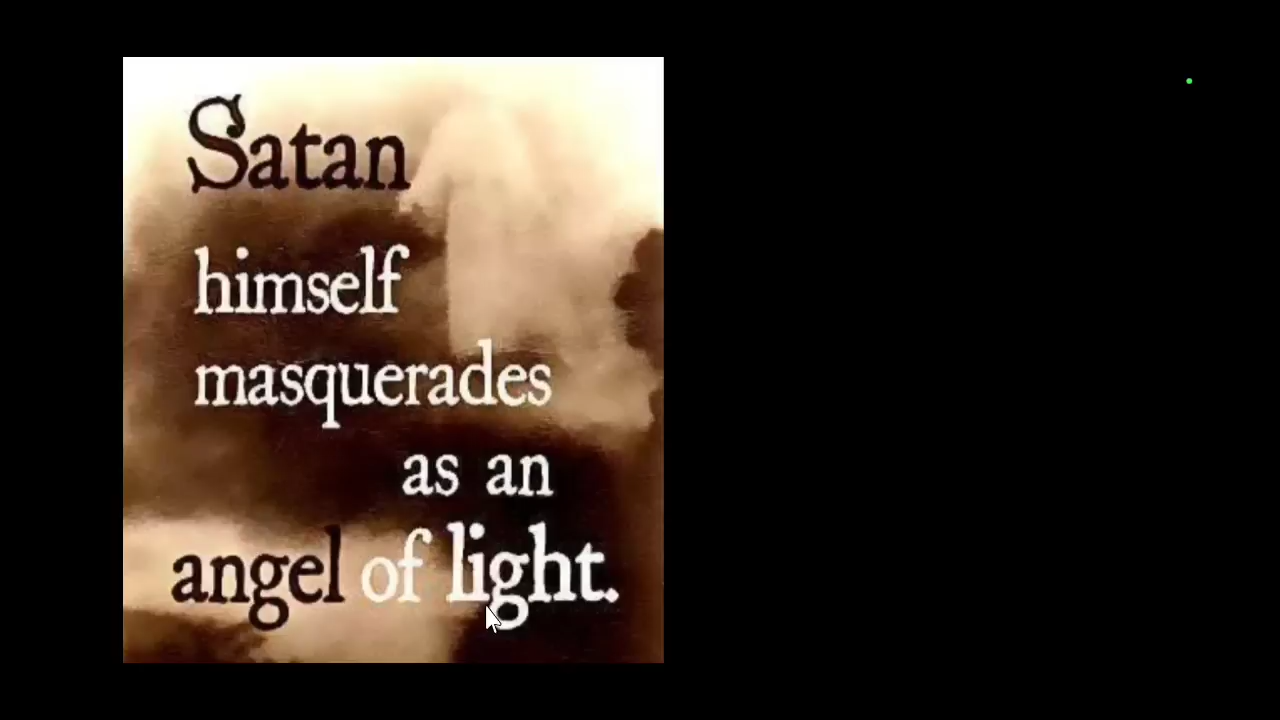 Satan
himself
masquerades
as an
angel of light.